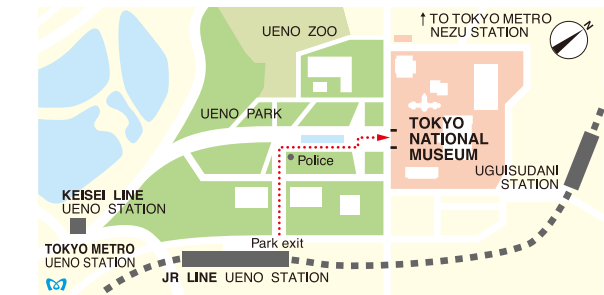 ↑ TO TOKYO METRO
NEZU STATION
N
UENO ZOO
UENO PARK
TOKYO
NATIONAL
MUSEUM
Police
UGUISUDANI
STATION
KEISEI LINE
UENO STATION
TOKYO METRO
UENO STATION
Park exit
JR LINE UENO STATION